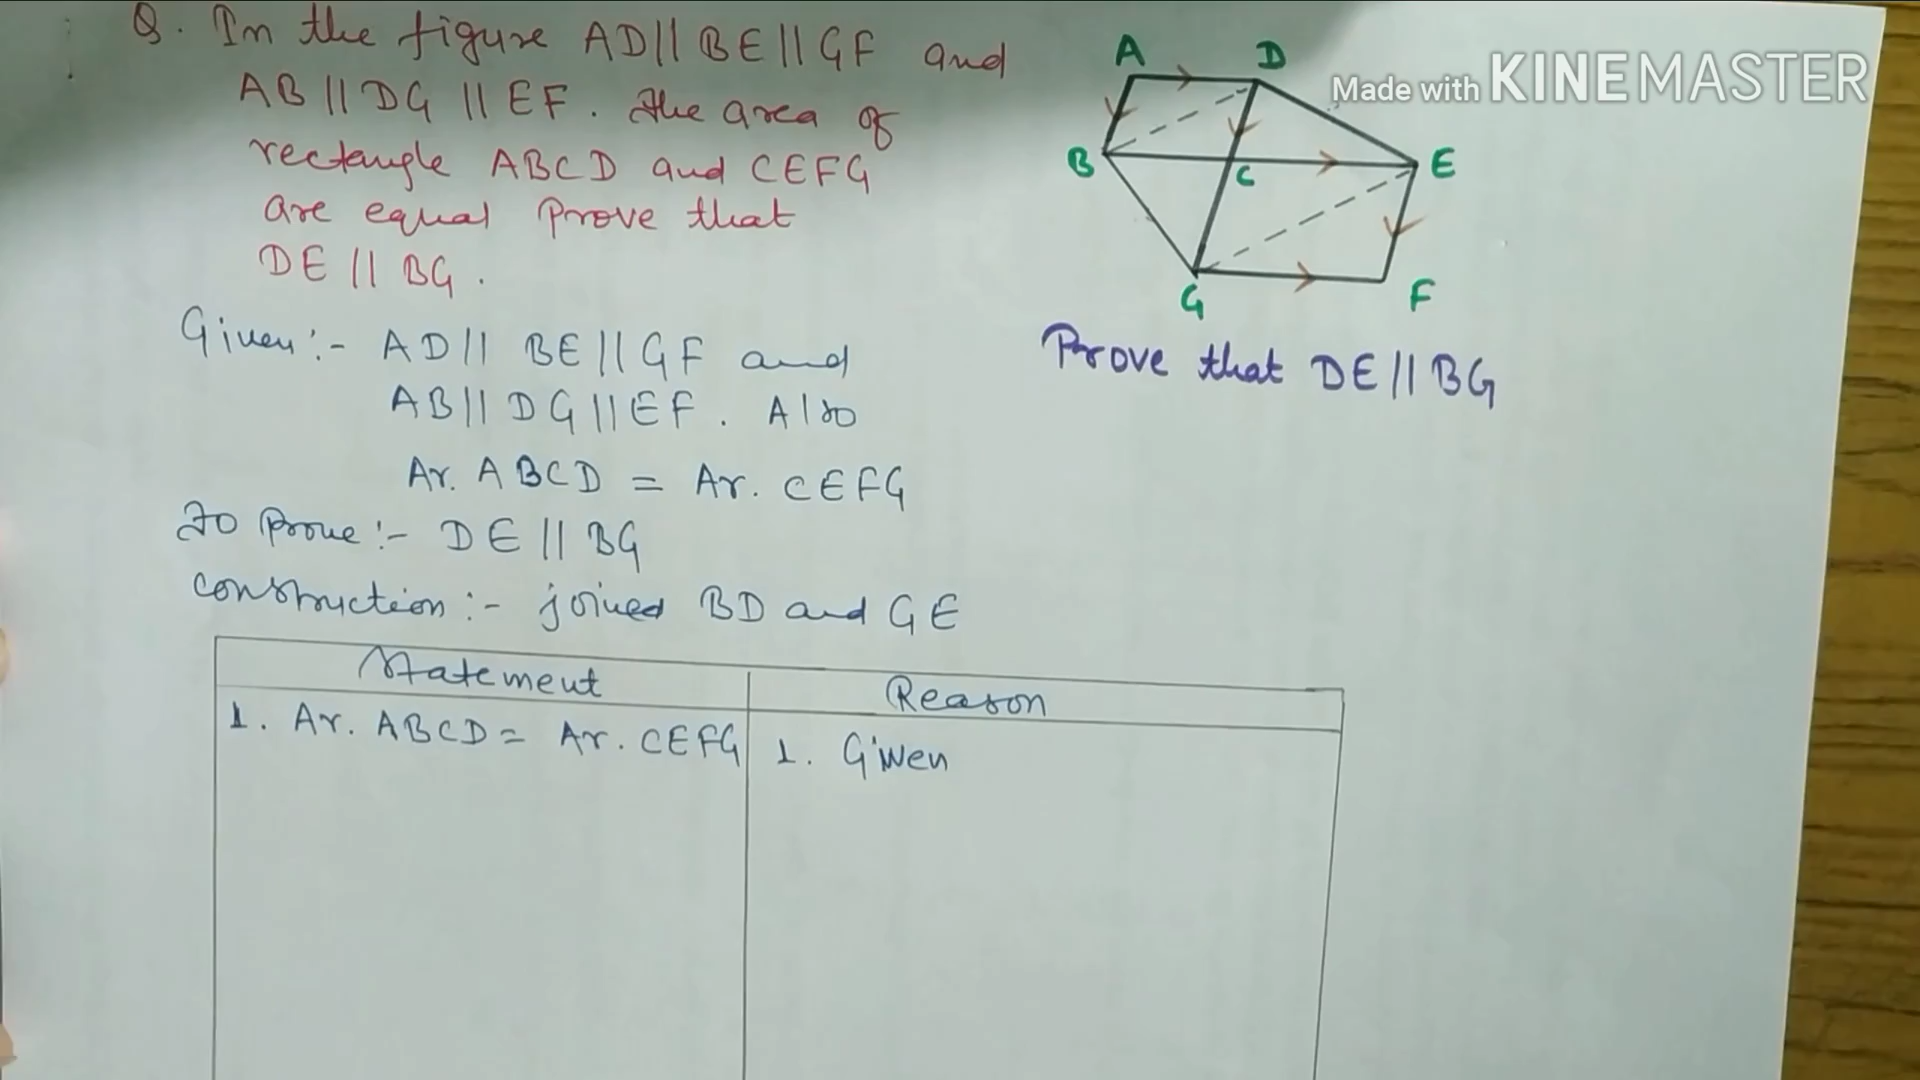 Q. In the figure AD||BE||GF and
AB||DG||EF. The area of
rectangle ABCD and CEFG
are equal prove that
DE||BG.
A D
B C E
G F
Made with KINEMASTER
Prove that DE||BG
Given:- AD|| BE||GF and
AB||DG||EF. Also
Ar. ABCD = Ar. CEFG
To prove:- DE||BG
construction:- joined BD and GE
Statement Reason
1. Ar. ABCD = Ar. CEFG 1. Given